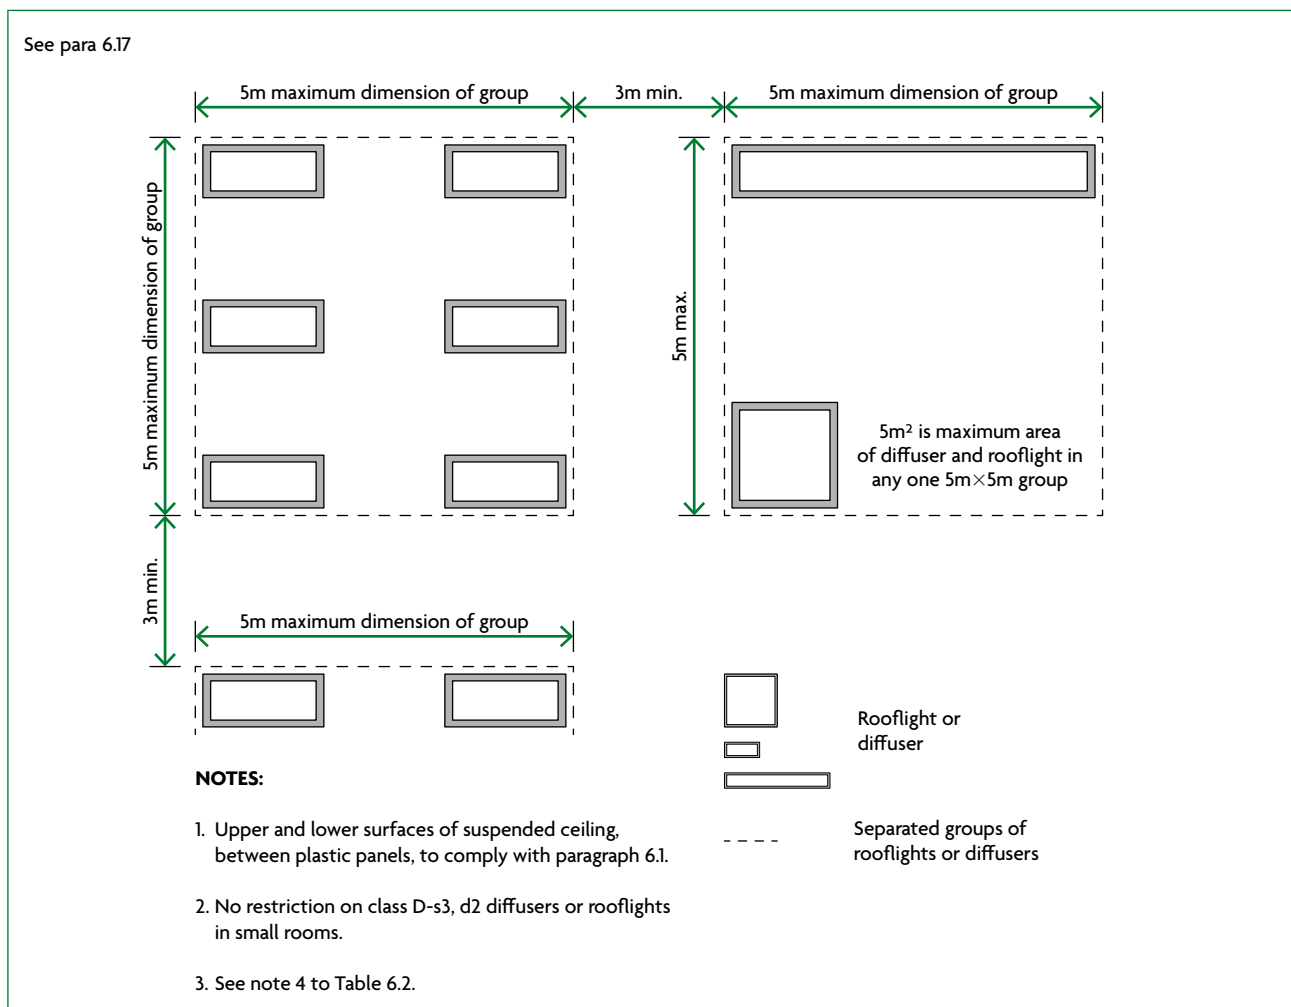 See para 6.17
5m maximum dimension of group
3m min.
5m maximum dimension of group
5m maximum dimension of group
5m max.
5m² is maximum area
of diffuser and rooflight in
any one 5m×5m group
3m min.
5m maximum dimension of group
Rooflight or
diffuser
Separated groups of
rooflights or diffusers
NOTES:
1. Upper and lower surfaces of suspended ceiling,
between plastic panels, to comply with paragraph 6.1.
2. No restriction on class D-s3, d2 diffusers or rooflights
in small rooms.
3. See note 4 to Table 6.2.